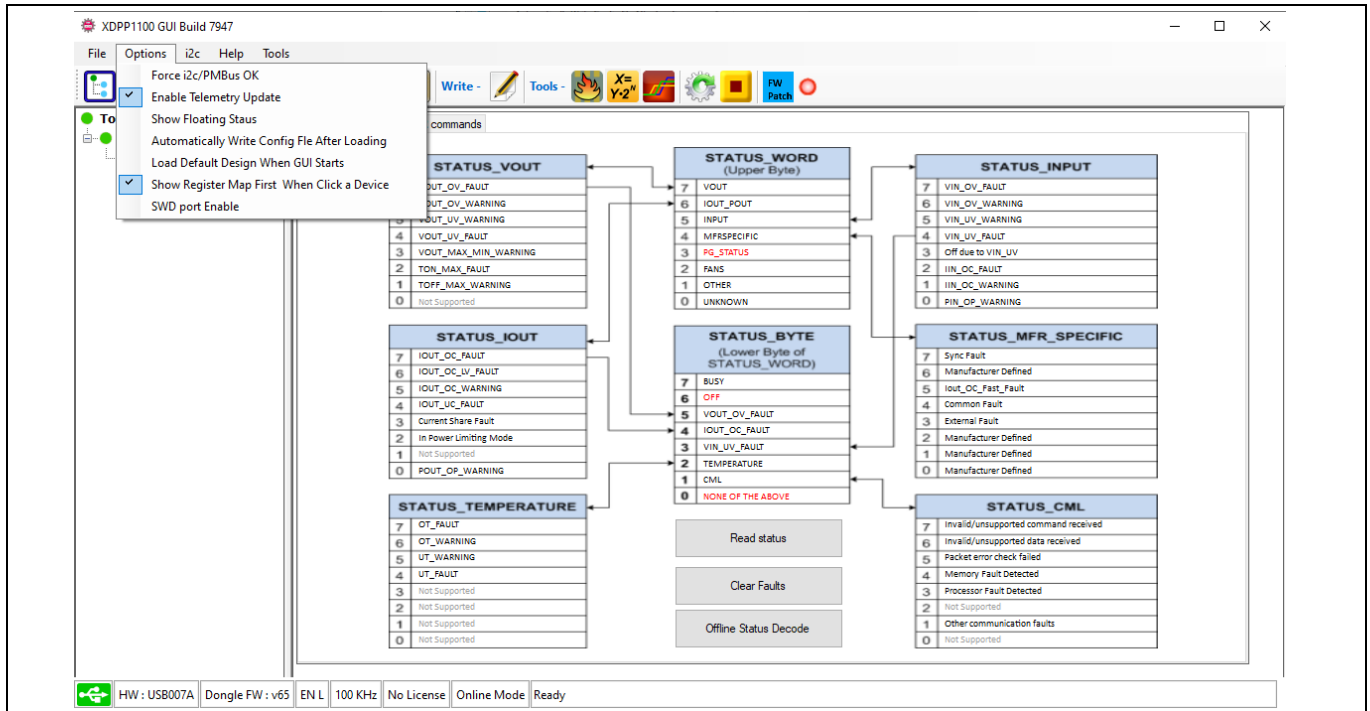 XDPP1100 GUI Build 7947
File Options i2c Help Tools
Force i2c/PMBus OK
Enable Telemetry Update
Show Floating Staus
Automatically Write Config Fle After Loading
Load Default Design When GUI Starts
Show Register Map First When Click a Device
SWD port Enable
Write - Tools - X= Y·2ⁿ FW Patch
To
commands
STATUS_VOUT
OUT_OV_FAULT
OUT_OV_WARNING
5 VOUT_UV_WARNING
4 VOUT_UV_FAULT
3 VOUT_MAX_MIN_WARNING
2 TON_MAX_FAULT
1 TOFF_MAX_WARNING
0 Not Supported
STATUS_WORD
(Upper Byte)
7 VOUT
6 IOUT_POUT
5 INPUT
4 MFRSPECIFIC
3 PG_STATUS
2 FANS
1 OTHER
0 UNKNOWN
STATUS_INPUT
7 VIN_OV_FAULT
6 VIN_OV_WARNING
5 VIN_UV_WARNING
4 VIN_UV_FAULT
3 Off due to VIN_UV
2 IIN_OC_FAULT
1 IIN_OC_WARNING
0 PIN_OP_WARNING
STATUS_IOUT
7 IOUT_OC_FAULT
6 IOUT_OC_LV_FAULT
5 IOUT_OC_WARNING
4 IOUT_UC_FAULT
3 Current Share Fault
2 In Power Limiting Mode
1 Not Supported
0 POUT_OP_WARNING
STATUS_BYTE
(Lower Byte of
STATUS_WORD)
7 BUSY
6 OFF
5 VOUT_OV_FAULT
4 IOUT_OC_FAULT
3 VIN_UV_FAULT
2 TEMPERATURE
1 CML
0 NONE OF THE ABOVE
STATUS_MFR_SPECIFIC
7 Sync Fault
6 Manufacturer Defined
5 Iout_OC_Fast_Fault
4 Common Fault
3 External Fault
2 Manufacturer Defined
1 Manufacturer Defined
0 Manufacturer Defined
STATUS_TEMPERATURE
7 OT_FAULT
6 OT_WARNING
5 UT_WARNING
4 UT_FAULT
3 Not Supported
2 Not Supported
1 Not Supported
0 Not Supported
Read status
Clear Faults
Offline Status Decode
STATUS_CML
7 Invalid/unsupported command received
6 Invalid/unsupported data received
5 Packet error check failed
4 Memory Fault Detected
3 Processor Fault Detected
2 Not Supported
1 Other communication faults
0 Not Supported
HW : USB007A Dongle FW : v65 EN L 100 KHz No License Online Mode Ready